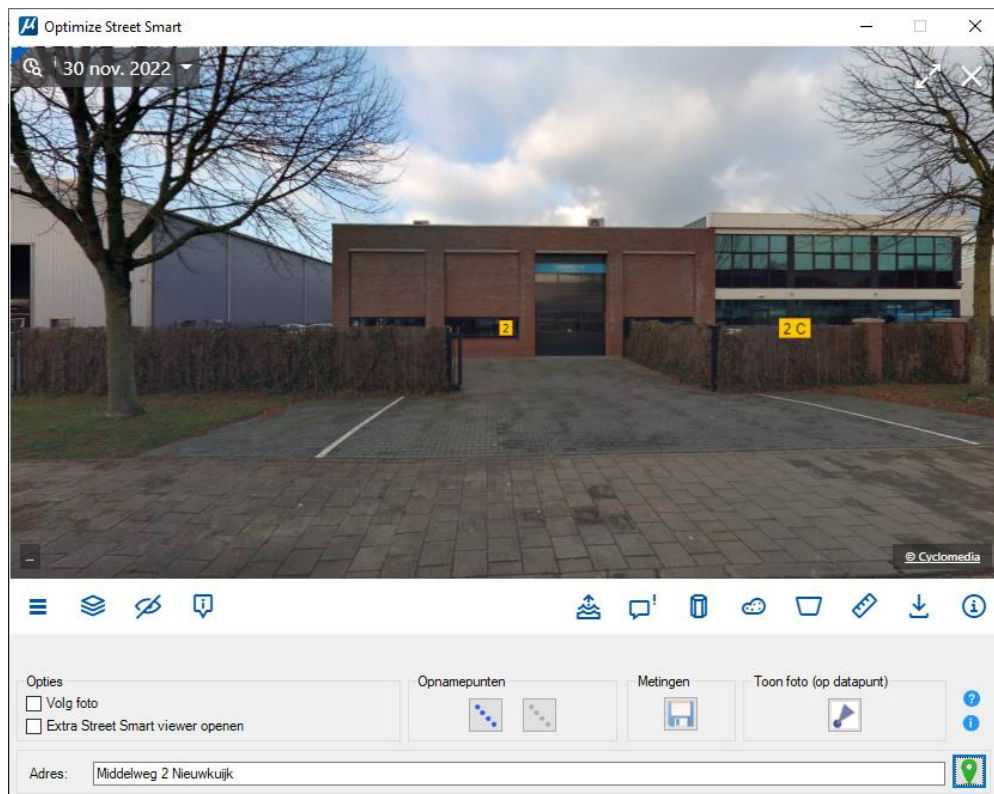 Optimize Street Smart
30 nov. 2022
2
2 C
© Cyclomedia
Opties
Volg foto
Extra Street Smart viewer openen
Opnamepunten
Metingen
Toon foto (op datapunt)
Adres:
Middelweg 2 Nieuwkuijk